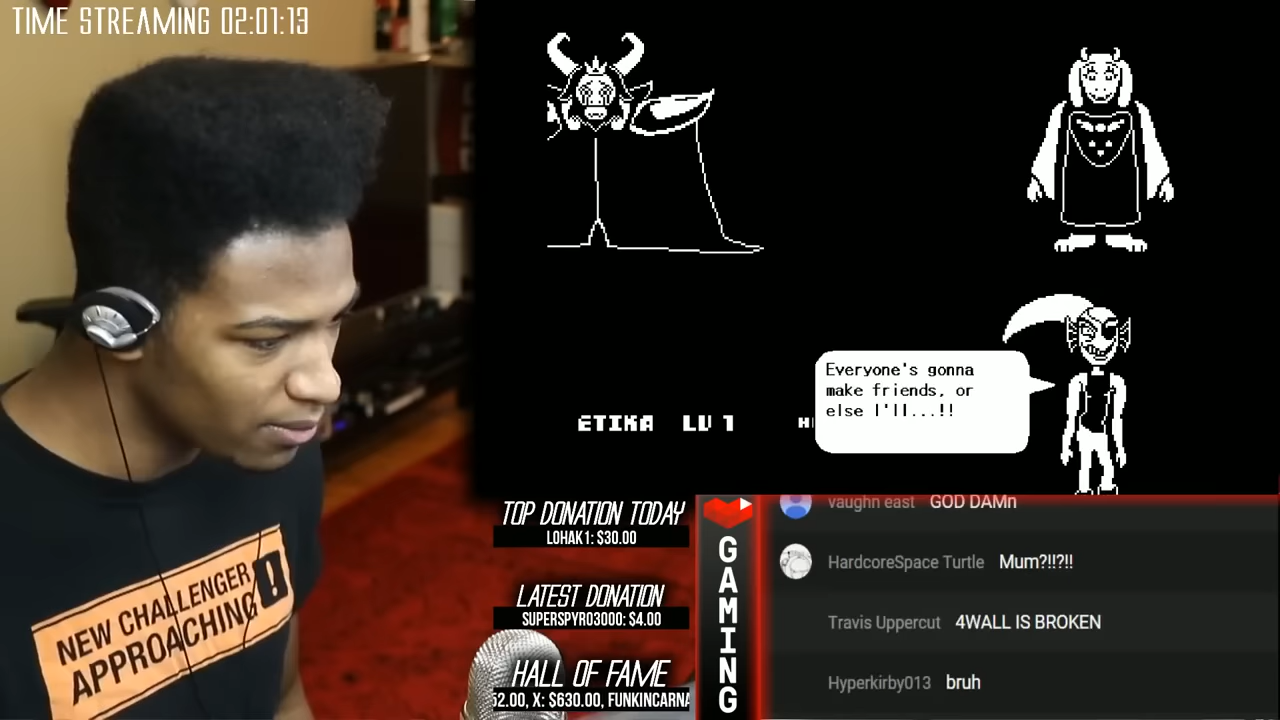 TIME STREAMING 02:01:13
Everyone's gonna
make friends, or
else I'll...!!
ETIKA LV 1
TOP DONATION TODAY
LOHAK1: $30.00
LATEST DONATION
SUPERSPYRO3000: $4.00
HALL OF FAME
52.00, X: $630.00, FUNKINCARNA
GAMING
vaughn east GOD DAMn
HardcoreSpace Turtle Mum?!!?!!
Travis Uppercut 4WALL IS BROKEN
Hyperkirby013 bruh
NEW CHALLENGER
APPROACHING!